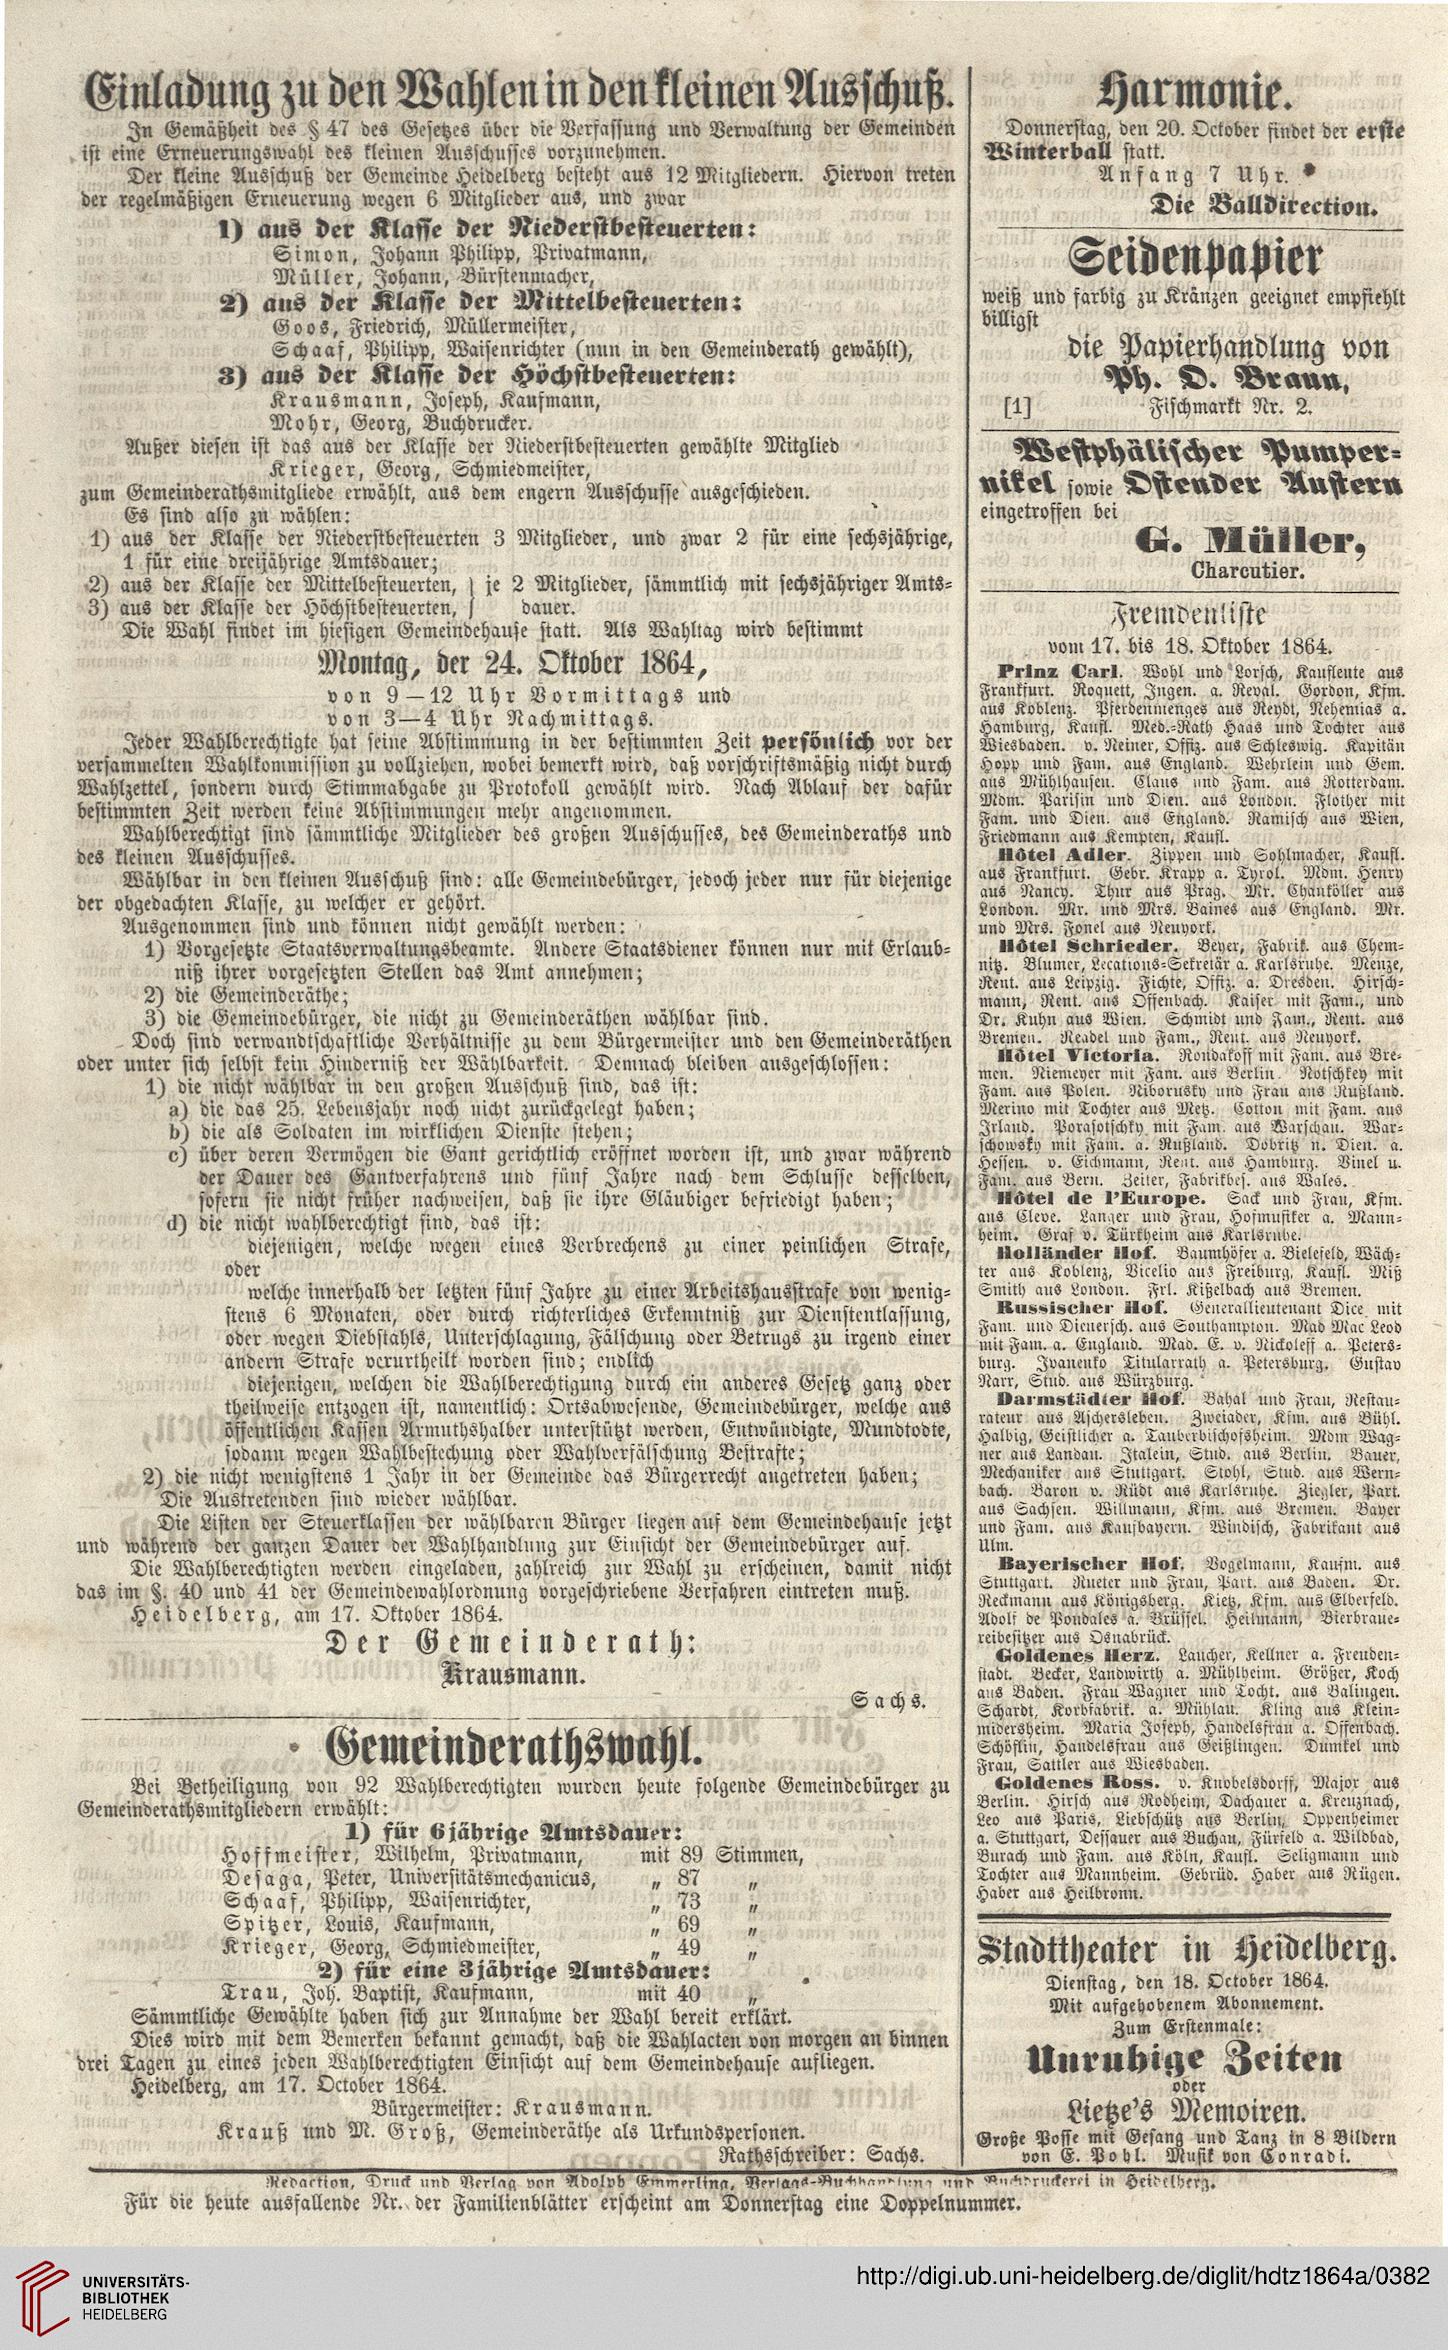 Einladung zu den Wahlen in den kleinen Ausschuß.
In Gemäßheit des § 47 des Gesetzes über die Verfassung und Verwaltung der Gemeinden
ist eine Erneuerungswahl des kleinen Ausschusses vorzunehmen.
Der kleine Ausschuß der Gemeinde Heidelberg besteht aus 12 Mitgliedern. Hiervon treten
der regelmäßigen Erneuerung wegen 6 Mitglieder aus, und zwar
1) aus der Klasse der Niederstbesteuerten:
Simon, Johann Philipp, Privatmann,
Müller, Johann, Bürstenmacher,
2) aus der Klasse der Mittelbesteuerten:
Goos, Friedrich, Müllermeister,
Schaaf, Philipp, Waisenrichter (nun in den Gemeinderath gewählt),
3) aus der Klasse der Höchstbesteuerten:
Krausmann, Joseph, Kaufmann,
Mohr, Georg, Buchdrucker.
Außer diesen ist das aus der Klasse der Niederstbesteuerten gewählte Mitglied
Krieger, Georg, Schmiedmeister,
zum Gemeinderathsmitgliede erwählt, aus dem engern Ausschusse ausgeschieden.
Es sind also zu wählen:
1) aus der Klasse der Niederstbesteuerten 3 Mitglieder, und zwar 2 für eine sechsjährige,
1 für eine dreijährige Amtsdauer;
2) aus der Klasse der Mittelbesteuerten, } je 2 Mitglieder, sämmtlich mit sechsjähriger Amts-
3) aus der Klasse der Höchstbesteuerten, } dauer.
Die Wahl findet im hiesigen Gemeindehause statt. Als Wahltag wird bestimmt
Montag, der 24. Oktober 1864,
von 9—12 Uhr Vormittags und
von 3—4 Uhr Nachmittags.
Jeder Wahlberechtigte hat seine Abstimmung in der bestimmten Zeit persönlich vor der
versammelten Wahlkommission zu vollziehen, wobei bemerkt wird, daß vorschriftsmäßig nicht durch
Wahlzettel, sondern durch Stimmabgabe zu Protokoll gewählt wird. Nach Ablauf der dafür
bestimmten Zeit werden keine Abstimmungen mehr angenommen.
Wahlberechtigt sind sämmtliche Mitglieder des großen Ausschusses, des Gemeinderaths und
des kleinen Ausschusses.
Wählbar in den kleinen Ausschuß sind: alle Gemeindebürger, jedoch jeder nur für diejenige
der obgedachten Klasse, zu welcher er gehört.
Ausgenommen sind und können nicht gewählt werden:
1) Vorgesetzte Staatsverwaltungsbeamte. Andere Staatsdiener können nur mit Erlaub-
niß ihrer vorgesetzten Stellen das Amt annehmen;
2) die Gemeinderäthe;
3) die Gemeindebürger, die nicht zu Gemeinderäthen wählbar sind.
Doch sind verwandtschaftliche Verhältnisse zu dem Bürgermeister und den Gemeinderäthen
oder unter sich selbst kein Hinderniß der Wählbarkeit. Demnach bleiben ausgeschlossen:
1) die nicht wählbar in den großen Ausschuß sind, das ist:
a) die das 25. Lebensjahr noch nicht zurückgelegt haben;
b) die als Soldaten im wirklichen Dienste stehen;
c) über deren Vermögen die Gant gerichtlich eröffnet worden ist, und zwar während
der Dauer des Gantverfahrens und fünf Jahre nach dem Schlusse desselben,
sofern sie nicht früher nachweisen, daß sie ihre Gläubiger befriedigt haben;
d) die nicht wahlberechtigt sind, das ist:
diejenigen, welche wegen eines Verbrechens zu einer peinlichen Strafe,
oder
welche innerhalb der letzten fünf Jahre zu einer Arbeitshausstrafe von wenig-
stens 6 Monaten, oder durch richterliches Erkenntniß zur Dienstentlassung,
oder wegen Diebstahls, Unterschlagung, Fälschung oder Betrugs zu irgend einer
andern Strafe verurtheilt worden sind; endlich
diejenigen, welchen die Wahlberechtigung durch ein anderes Gesetz ganz oder
theilweise entzogen ist, namentlich: Ortsabwesende, Gemeindebürger, welche aus
öffentlichen Kassen Armuthshalber unterstützt werden, Entwündigte, Mundtodte,
sodann wegen Wahlbestechung oder Wahlverfälschung Bestrafte;
2) die nicht wenigstens 1 Jahr in der Gemeinde das Bürgerrecht angetreten haben;
Die Austretenden sind wieder wählbar.
Die Listen der Steuerklassen der wählbaren Bürger liegen auf dem Gemeindehause jetzt
und während der ganzen Dauer der Wahlhandlung zur Einsicht der Gemeindebürger auf.
Die Wahlberechtigten werden eingeladen, zahlreich zur Wahl zu erscheinen, damit nicht
das im §. 40 und 41 der Gemeindewahlordnung vorgeschriebene Verfahren eintreten muß.
Heidelberg, am 17. Oktober 1864.
Der Gemeinderath:
Krausmann.
Sachs.
Gemeinderathswahl.
Bei Betheiligung von 92 Wahlberechtigten wurden heute folgende Gemeindebürger zu
Gemeinderathsmitgliedern erwählt:
1) für 6jährige Amtsdauer:
Hoffmeister, Wilhelm, Privatmann, mit 89 Stimmen,
Desaga, Peter, Universitätsmechanicus, „ 87 „
Schaaf, Philipp, Waisenrichter, „ 73 „
Spitzer, Louis, Kaufmann, „ 69 „
Krieger, Georg, Schmiedmeister, „ 49 „
2) für eine 3jährige Amtsdauer:
Trau, Joh. Baptist, Kaufmann, mit 40 „
Sämmtliche Gewählte haben sich zur Annahme der Wahl bereit erklärt.
Dies wird mit dem Bemerken bekannt gemacht, daß die Wahlacten von morgen an binnen
drei Tagen zu eines jeden Wahlberechtigten Einsicht auf dem Gemeindehause aufliegen.
Heidelberg, am 17. October 1864.
Bürgermeister: Krausmann.
Krauß und M. Groß, Gemeinderäthe als Urkundspersonen.
Rathsschreiber: Sachs.
Harmonie.
Donnerstag, den 20. October findet der erste
Winterball statt.
Anfang 7 Uhr.
Die Balldirection.
Seidenpapier
weiß und farbig zu Kränzen geeignet empfiehlt
billigst
die Papierhandlung von
Ph. D. Braun,
[1] Fischmarkt Nr. 2.
Westphälischer Pumper-
nikel sowie Ostender Austern
eingetroffen bei
G. Müller,
Charcutier.
Fremdenliste
vom 17. bis 18. Oktober 1864.
Prinz Carl. Wohl und Lorsch, Kaufleute aus
Frankfurt. Roquett, Ingen. a. Reval. Gordon, Kfm.
aus Koblenz. Pferdenmenges aus Reydt, Nehemias a.
Hamburg, Kaufl. Med.-Rath Haas und Tochter aus
Wiesbaden. v. Reiner, Offiz. aus Schleswig. Kapitän
Hopp und Fam. aus England. Wehrlein und Gem.
aus Mühlhausen. Claus und Fam. aus Rotterdam.
Mdm. Parisin und Dien. aus London. Flother mit
Fam. und Dien. aus England. Ramisch aus Wien,
Friedmann aus Kempten, Kaufl.
Hôtel Adler. Zippen und Sohlmacher, Kaufl.
aus Frankfurt. Gebr. Krapp a. Tyrol. Mdm. Henry
aus Nancy. Thur aus Prag. Mr. Chanköller aus
London. Mr. und Mrs. Baines aus England. Mr.
und Mrs. Fonel aus Neuyork.
Hôtel Schrieder. Beyer, Fabrik. aus Chem-
nitz. Blumer, Lecations-Sekretär a. Karlsruhe. Menze,
Rent. aus Leipzig. Fichte, Offiz. a. Dresden. Hirsch-
mann, Rent. aus Offenbach. Kaiser mit Fam., und
Dr. Kuhn aus Wien. Schmidt und Fam., Rent. aus
Bremen. Readel und Fam., Rent. aus Neuyork.
Hôtel Victoria. Rondakoff mit Fam. aus Bre-
men. Niemeyer mit Fam. aus Berlin. Rotschkey mit
Fam. aus Polen. Niborusky und Frau aus Rußland.
Merino mit Tochter aus Metz. Cotton mit Fam. aus
Irland. Porasotschky mit Fam. aus Warschau. War-
schowsky mit Fam. a. Rußland. Dobritz n. Dien. a.
Hessen. v. Eichmann, Rent. aus Hamburg. Binel u.
Fam. aus Bern. Zeiler, Fabrikbes. aus Wales.
Hôtel de l'Europe. Sack und Frau, Kfm.
aus Cleve. Langer und Frau, Hofmusiker a. Mann-
heim. Graf v. Türkheim aus Karlsruhe.
Holländer Hof. Baumhöfer a. Bielefeld, Wäch-
ter aus Koblenz, Vicelio aus Freiburg, Kaufl. Miß
Smith aus London. Frl. Kißelbach aus Bremen.
Russischer Hof. Generallieutenant Dice mit
Fam. und Dienersch. aus Southampton. Mad Mac Leod
mit Fam. a. England. Mad. E. v. Nickoleff a. Peters-
burg. Ivanenko Titularrath a. Petersburg. Gustav
Narr, Stud. aus Würzburg.
Darmstädter Hof. Bahal und Frau, Restau-
rateur aus Aschersleben. Zweiader, Kfm. aus Bühl.
Halbig, Geistlicher a. Tauberbischofsheim. Mdm Wag-
ner aus Landau. Italein, Stud. aus Berlin. Bauer,
Mechaniker aus Stuttgart. Stohl, Stud. aus Wern-
bach. Baron v. Rüdt aus Karlsruhe. Ziegler, Part.
aus Sachsen. Willmann, Kfm. aus Bremen. Bayer
und Fam. aus Kaufbayern. Windisch, Fabrikant aus
Ulm.
Bayerischer Hof. Vogelmann, Kaufm. aus
Stuttgart. Rueter und Frau, Part. aus Baden. Dr.
Reckmann aus Königsberg. Kietz, Kfm. aus Elberfeld.
Adolf de Pondales a. Brüssel. Heilmann, Bierbraue-
reibesitzer aus Osnabrück.
Goldenes Herz. Laucher, Kellner a. Freuden-
stadt. Becker, Landwirth a. Mühlheim. Größer, Koch
aus Baden. Frau Wagner und Tocht. aus Balingen.
Schardt, Korbfabrik. a. Mühlau. Kling aus Klein-
midersheim. Maria Joseph, Handelsfrau a. Offenbach.
Schöflin, Handelsfrau aus Geißlingen. Dumkel und
Frau, Sattler aus Wiesbaden.
Goldenes Ross. v. Knobelsdorff, Major aus
Berlin. Hirsch aus Rodheim, Dachauer a. Kreuznach,
Leo aus Paris, Liebschütz aus Berlin, Oppenheimer
a. Stuttgart, Dessauer aus Buchau, Fürfeld a. Wildbad,
Burach und Fam. aus Köln, Kaufl. Seligmann und
Tochter aus Mannheim. Gebrüd. Haber aus Rügen.
Haber aus Heilbronn.
Stadttheater in Heidelberg.
Dienstag, den 18. October 1864.
Mit aufgehobenem Abonnement.
Zum Erstenmale:
Unruhige Zeiten
oder
Lietze's Memoiren.
Große Posse mit Gesang und Tanz in 8 Bildern
von E. Pohl. Musik von Conradi.
Redaction, Druck und Verlag von Adolph Emmerling, Verlags-Buchhandlung und Buchdruckerei in Heidelberg.
Für die heute ausfallende Nr. der Familienblätter erscheint am Donnerstag eine Doppelnummer.
UNIVERSITÄTS-
BIBLIOTHEK
HEIDELBERG
http://digi.ub.uni-heidelberg.de/diglit/hdtz1864a/0382